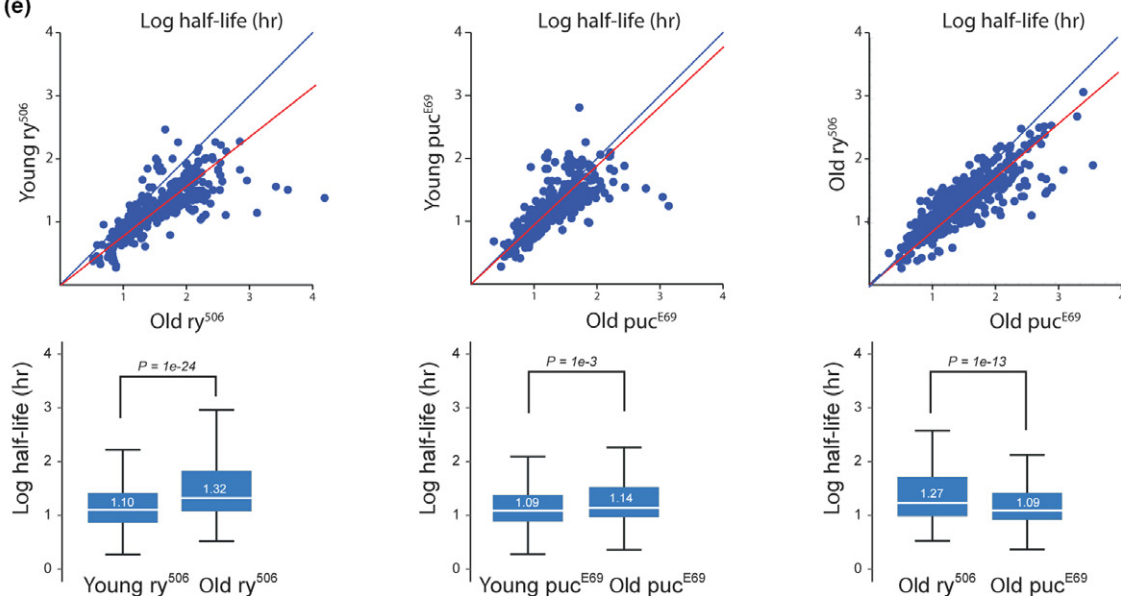 (e)
Log half-life (hr)
4
3
2
1
Young ry506
1
2
3
4
Old ry506
Log half-life (hr)
4
3
2
1
Young pucE69
1
2
3
4
Old pucE69
Log half-life (hr)
4
3
2
1
Old ry506
1
2
3
4
Old pucE69
Log half-life (hr)
4
3
2
1
0
P = 1e-24
1.10
1.32
Young ry506
Old ry506
Log half-life (hr)
4
3
2
1
0
P = 1e-3
1.09
1.14
Young pucE69
Old pucE69
Log half-life (hr)
4
3
2
1
0
P = 1e-13
1.27
1.09
Old ry506
Old pucE69